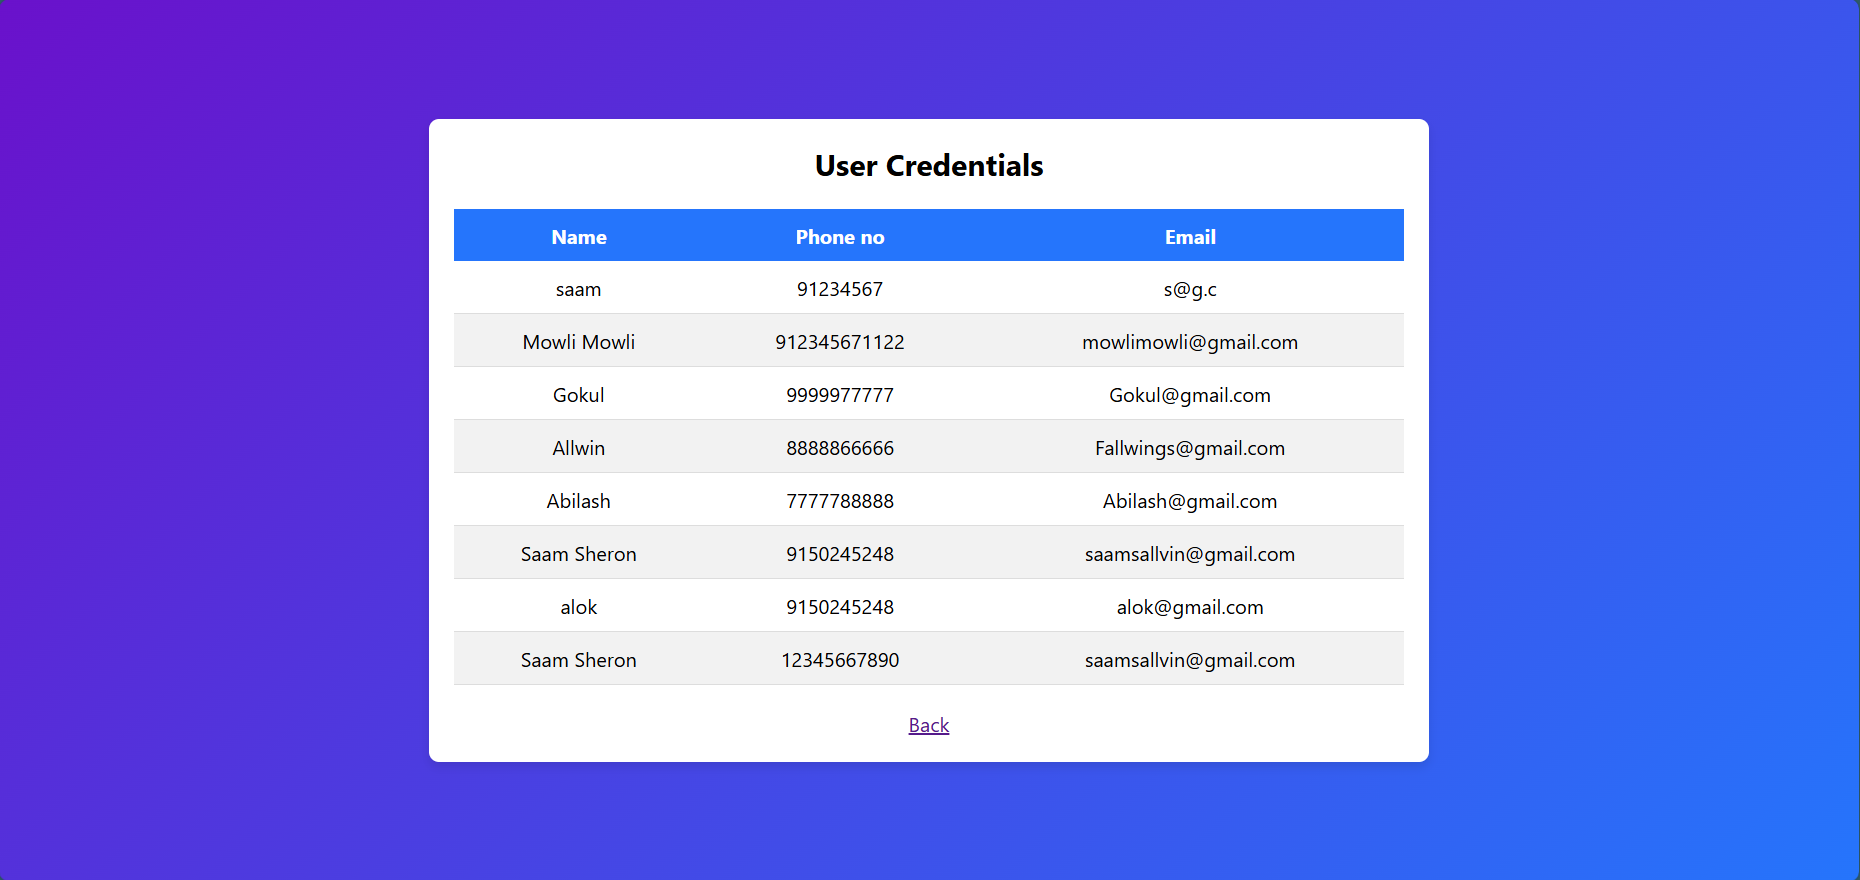 User Credentials
Name Phone no Email
saam 91234567 s@g.c
Mowli Mowli 912345671122 mowlimowli@gmail.com
Gokul 9999977777 Gokul@gmail.com
Allwin 8888866666 Fallwings@gmail.com
Abilash 7777788888 Abilash@gmail.com
Saam Sheron 9150245248 saamsallvin@gmail.com
alok 9150245248 alok@gmail.com
Saam Sheron 12345667890 saamsallvin@gmail.com
Back